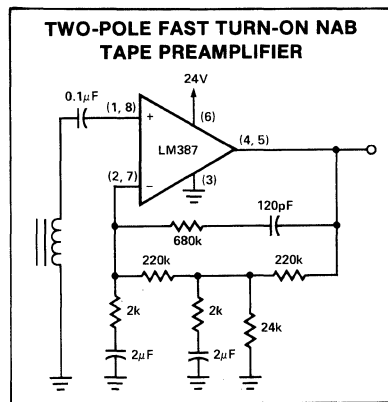 TWO-POLE FAST TURN-ON NAB
TAPE PREAMPLIFIER
24V
0.1μF
(1, 8)
+
(6)
(4, 5)
LM387
(2, 7)
−
(3)
120pF
680k
220k
220k
2k
2k
24k
2μF
2μF